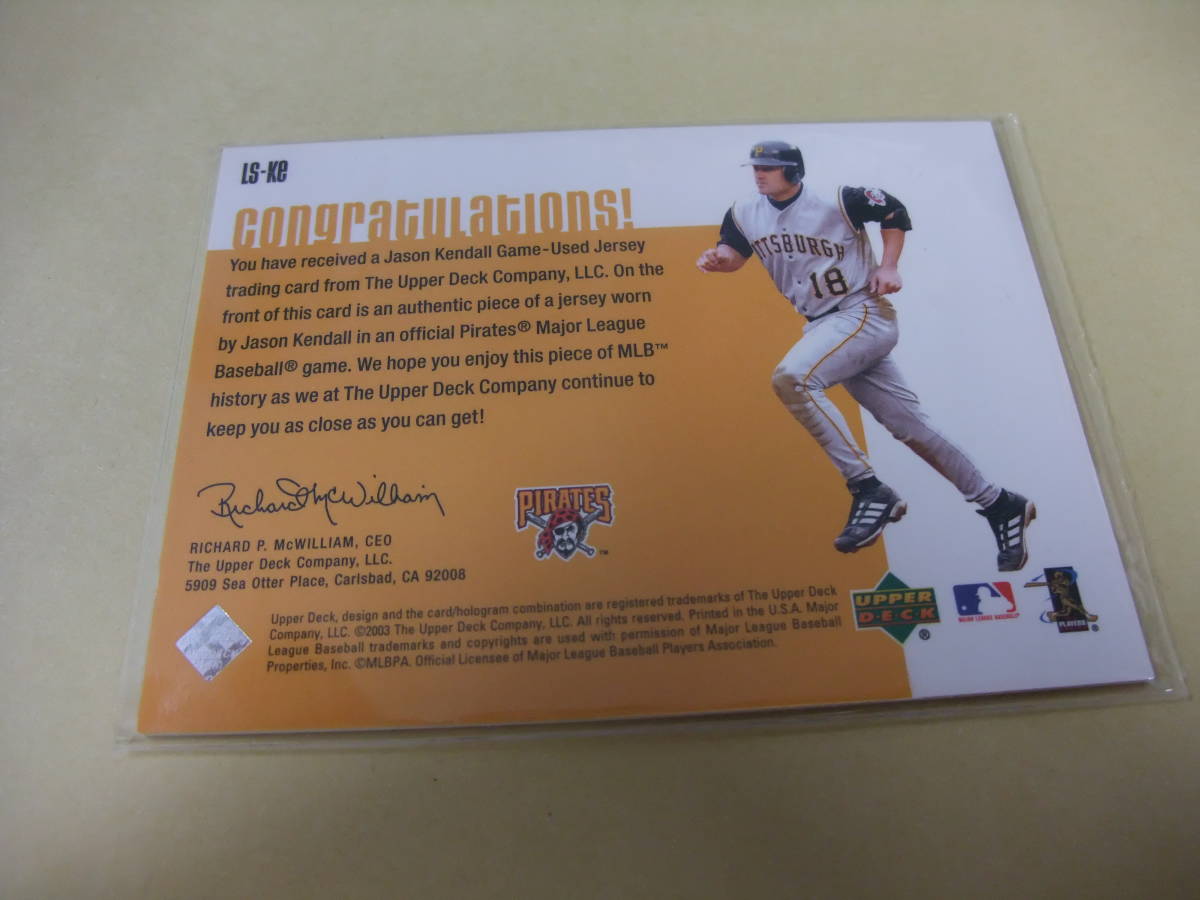 LS-Ke
Congratulations!
You have received a Jason Kendall Game-Used Jersey
trading card from The Upper Deck Company, LLC. On the
front of this card is an authentic piece of a jersey worn
by Jason Kendall in an official Pirates® Major League
Baseball® game. We hope you enjoy this piece of MLB™
history as we at The Upper Deck Company continue to
keep you as close as you can get!
Richard McWilliam
RICHARD P. McWILLIAM, CEO
The Upper Deck Company, LLC.
5909 Sea Otter Place, Carlsbad, CA 92008
PIRATES
™
P
PITTSBURGH
18
Upper Deck, design and the card/hologram combination are registered trademarks of The Upper Deck
Company, LLC. ©2003 The Upper Deck Company, LLC. All rights reserved. Printed in the U.S.A. Major
League Baseball trademarks and copyrights are used with permission of Major League Baseball
Properties, Inc. ©MLBPA. Official Licensee of Major League Baseball Players Association.
UPPER
DECK
®
MAJOR LEAGUE BASEBALL
PLAYERS
®